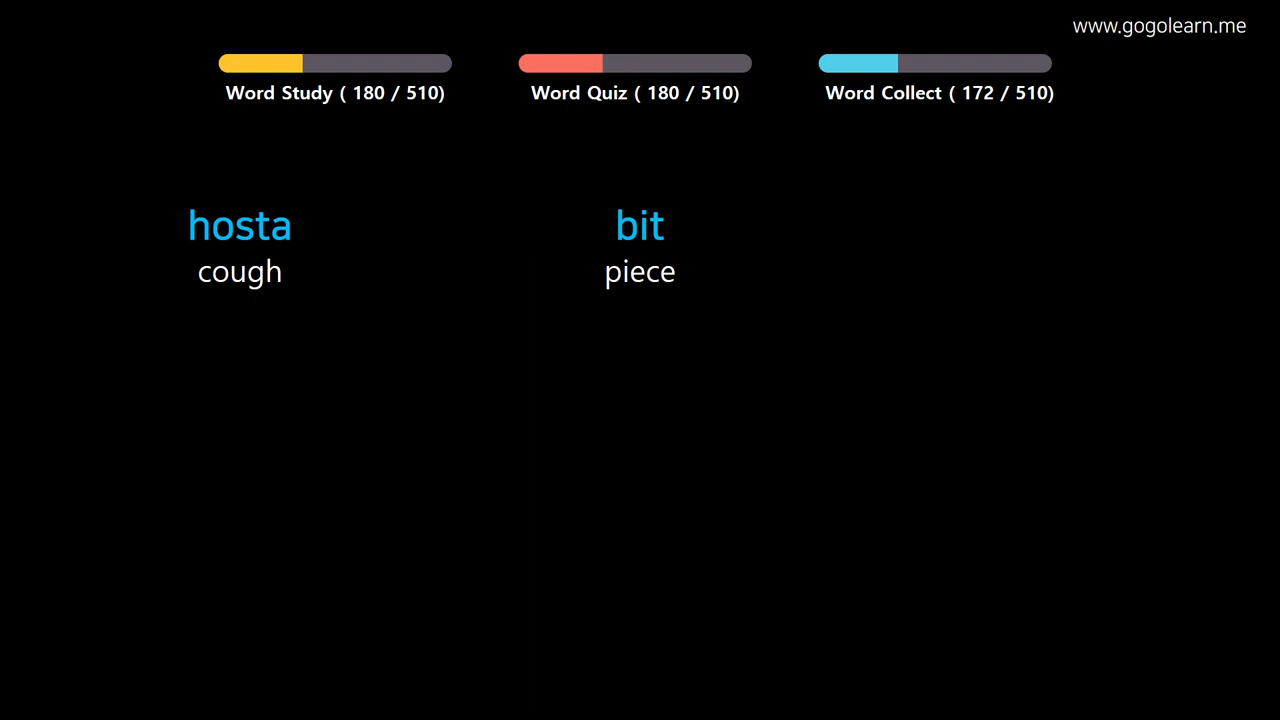 www.gogolearn.me
Word Study ( 180 / 510)
Word Quiz ( 180 / 510)
Word Collect ( 172 / 510)
hosta
cough
bit
piece